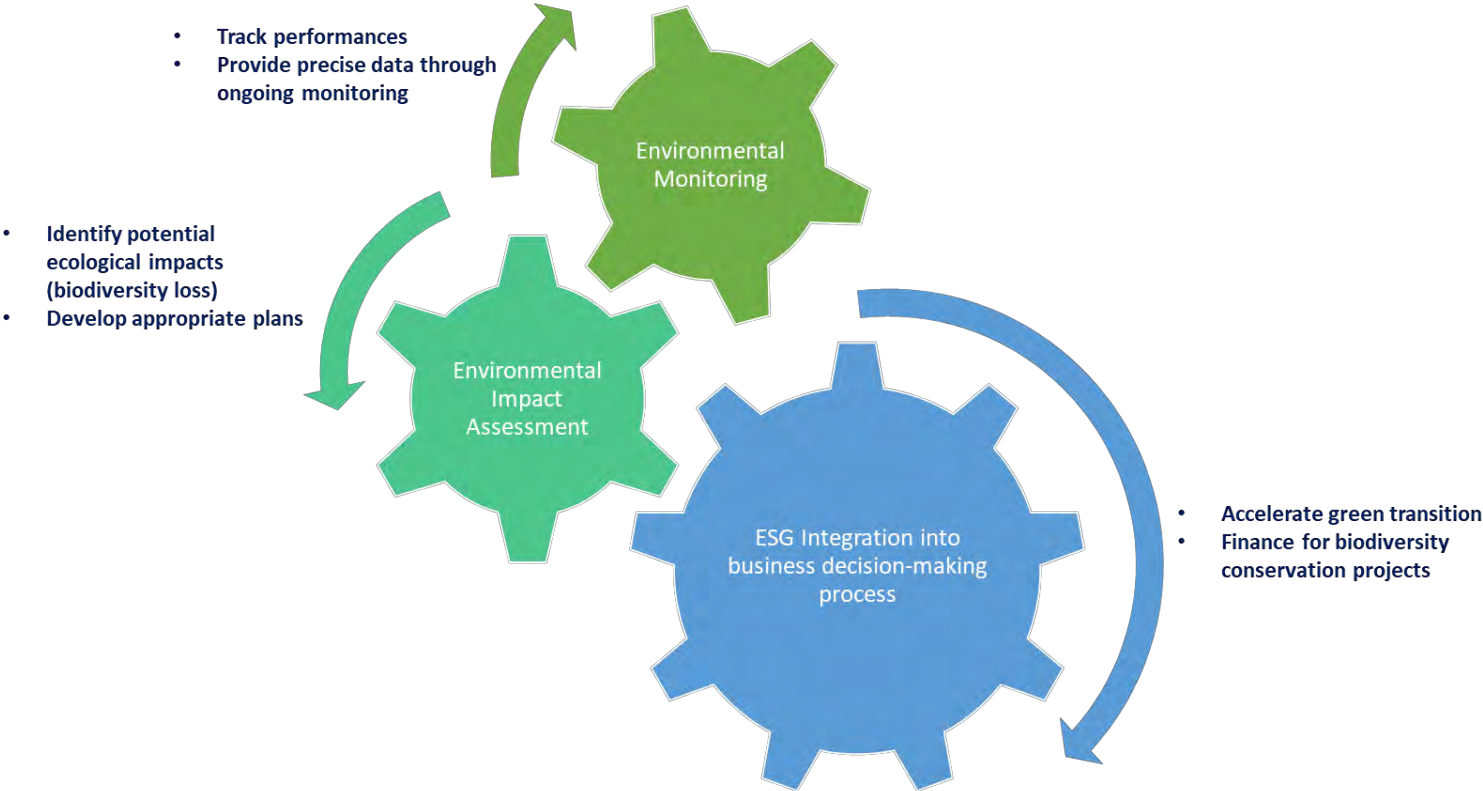 • Track performances
• Provide precise data through
ongoing monitoring
Environmental
Monitoring
• Identify potential
ecological impacts
(biodiversity loss)
• Develop appropriate plans
Environmental
Impact
Assessment
ESG Integration into
business decision-making
process
• Accelerate green transition
• Finance for biodiversity
conservation projects